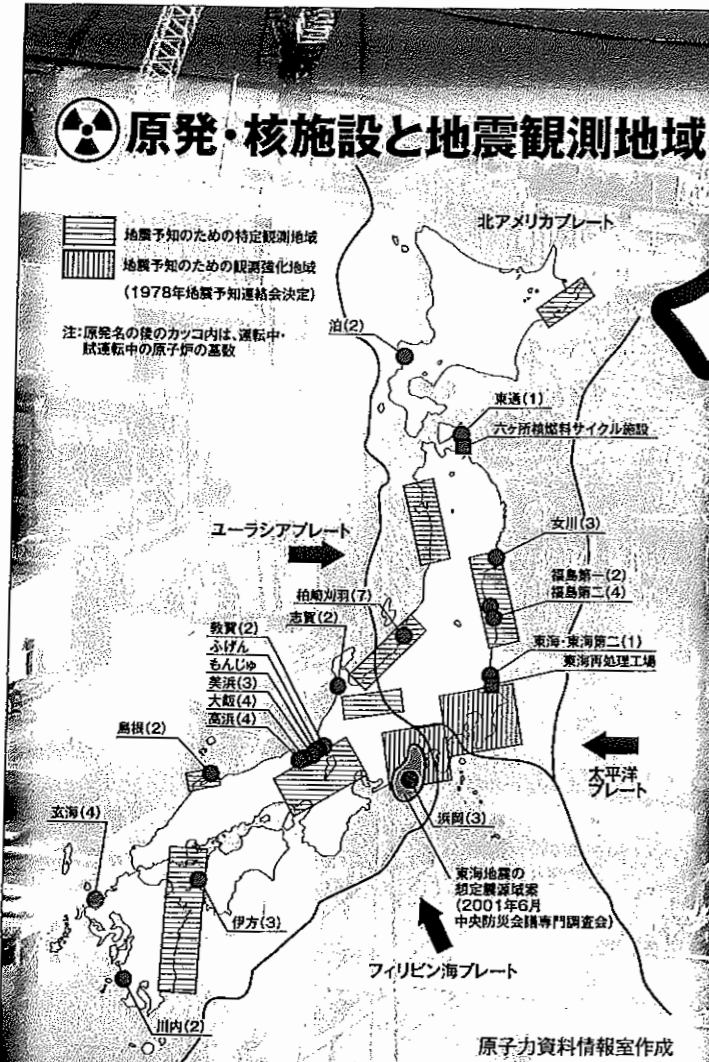 原発・核施設と地震観測地域
地震予知のための特定観測地域
地震予知のための観測強化地域
(1978年地震予知連絡会決定)
注:原発名の後のカッコ内は、運転中・
試運転中の原子炉の基数
北アメリカプレート
泊(2)
東通(1)
六ヶ所核燃料サイクル施設
ユーラシアプレート
女川(3)
柏崎刈羽(7)
福島第一(2)
福島第二(4)
志賀(2)
敦賀(2)
ふげん
もんじゅ
美浜(3)
大飯(4)
高浜(4)
東海・東海第二(1)
東海再処理工場
島根(2)
太平洋
プレート
玄海(4)
浜岡(3)
東海地震の
想定震源域案
(2001年6月
中央防災会議専門調査会)
伊方(3)
フィリピン海プレート
川内(2)
原子力資料情報室作成